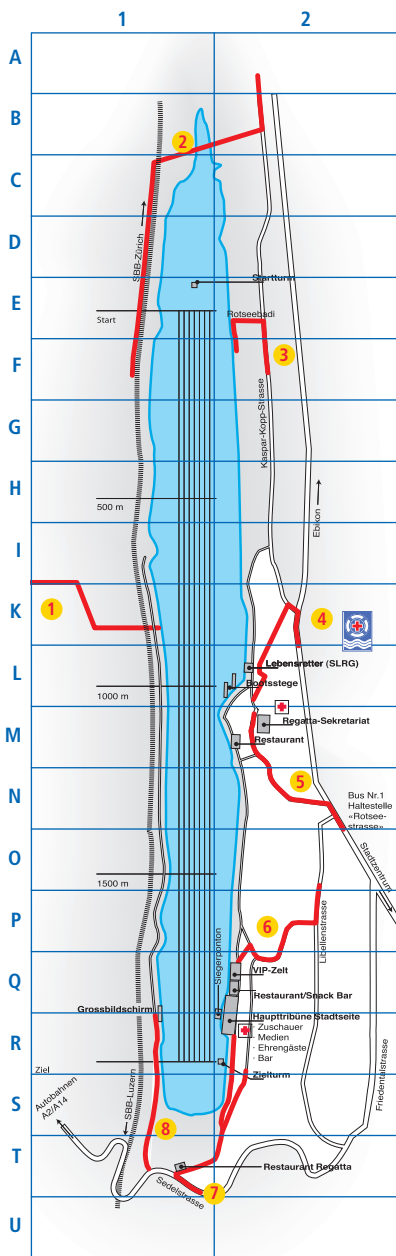 1
2
A
B
2
C
D
SBB-Zürich
Startturm
E
Start
Rotseebadi
F
3
Kaspar-Kopp-Strasse
G
H
500 m
Ebikon
I
K
1
4
L
Lebensretter (SLRG)
Bootsstege
1000 m
M
Regatta-Sekretariat
Restaurant
N
5
Bus Nr.1
Haltestelle
«Rotsee-
strasse»
O
Stadtzentrum
1500 m
P
6
Libellenstrasse
Siegerponton
Q
VIP-Zelt
Restaurant/Snack Bar
Grossbildschirm
Haupttribüne Stadtseite
· Zuschauer
· Medien
· Ehrengäste
· Bar
R
Ziel
Zielturm
Friedentalstrasse
Autobahnen
A2/A14
SBB-Luzern
S
8
T
Restaurant Regatta
Sedelstrasse
7
U